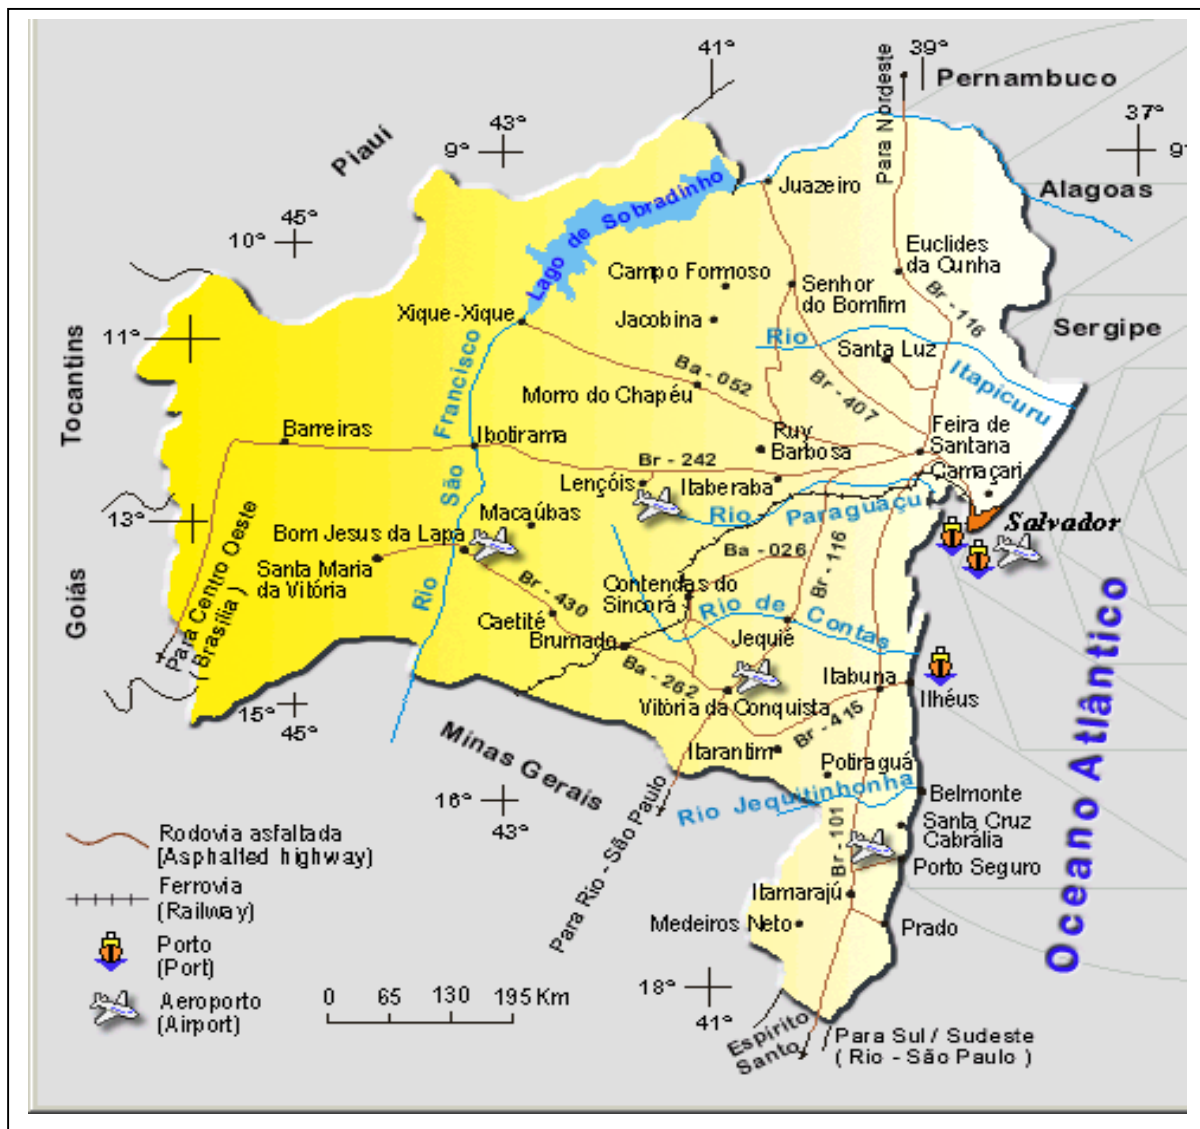 41°
39°
Pernambuco
Para Nordeste
37°
43°
9°
9°
Piauí
Juazeiro
Alagoas
Lago de Sobradinho
45°
10°
Euclides
da Cunha
Campo Formoso
Senhor
do Bomfim
Br - 116
Xique-Xique
Jacobina
Rio Itapicuru
Sergipe
11°
Santa Luz
Tocantins
Ba - 052
Br - 407
Morro do Chapéu
Rio São Francisco
Barreiras
Ibotirama
Ruy
Barbosa
Feira de
Santana
Br - 242
Camaçari
Lençóis
Itaberaba
Rio Paraguaçu
13°
Macaúbas
Salvador
Bom Jesus da Lapa
Ba - 026
Br - 116
Santa Maria
da Vitória
Br - 430
Contendas do
Sincorá
Goiás
Para Centro Oeste
( Brasília )
Caetité
Rio de Contas
Brumado
Jequié
Ba - 262
Itabuna
Vitória da Conquista
Ilhéus
15°
45°
Br - 415
Minas Gerais
Itarantim
Potiraguá
Oceano Atlântico
16°
43°
Rio Jequitinhonha
Belmonte
Br - 101
Santa Cruz
Cabrália
Porto Seguro
Para Rio - São Paulo
Itamarajú
Medeiros Neto
Prado
Rodovia asfaltada
(Asphalted highway)
Ferrovia
(Railway)
Porto
(Port)
Aeroporto
(Airport)
0 65 130 195 Km
18°
41°
Espírito
Santo
Para Sul / Sudeste
( Rio - São Paulo )